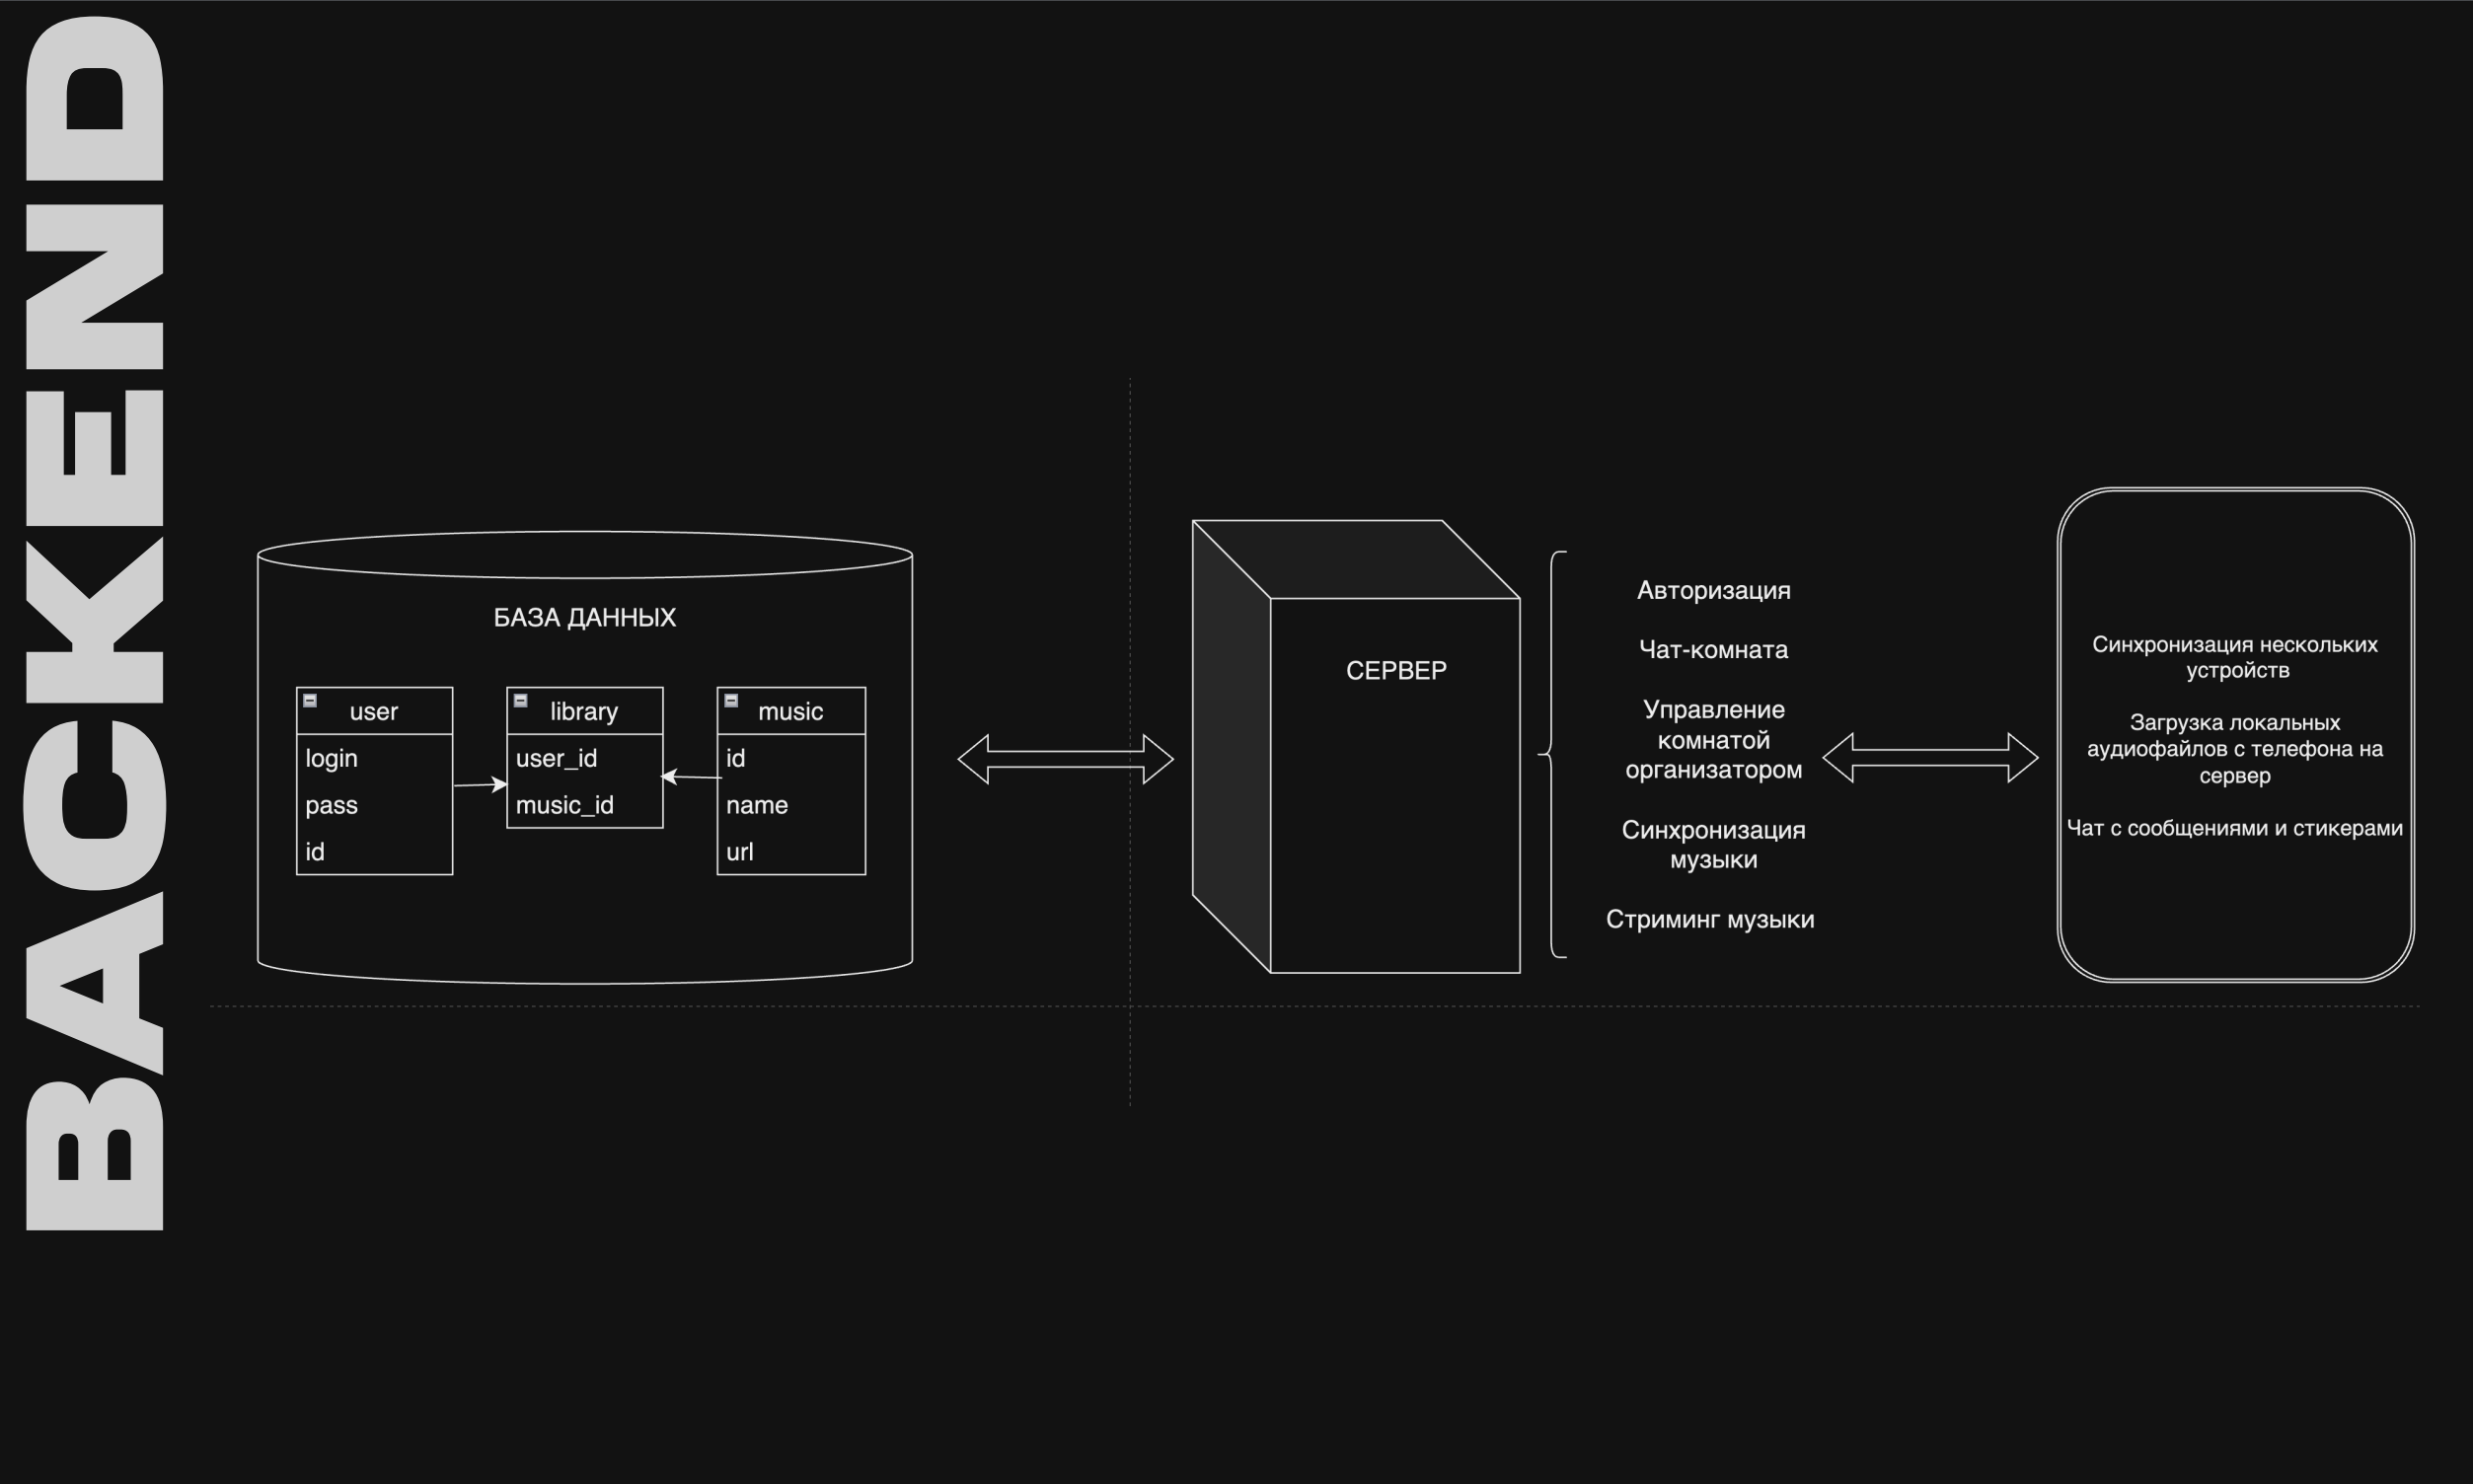 BACKEND
БАЗА ДАННЫХ
user
login
pass
id
library
user_id
music_id
music
id
name
url
СЕРВЕР
Авторизация
Чат-комната
Управление
комнатой
организатором
Синхронизация
музыки
Стриминг музыки
Синхронизация нескольких
устройств
Загрузка локальных
аудиофайлов с телефона на
сервер
Чат с сообщениями и стикерами